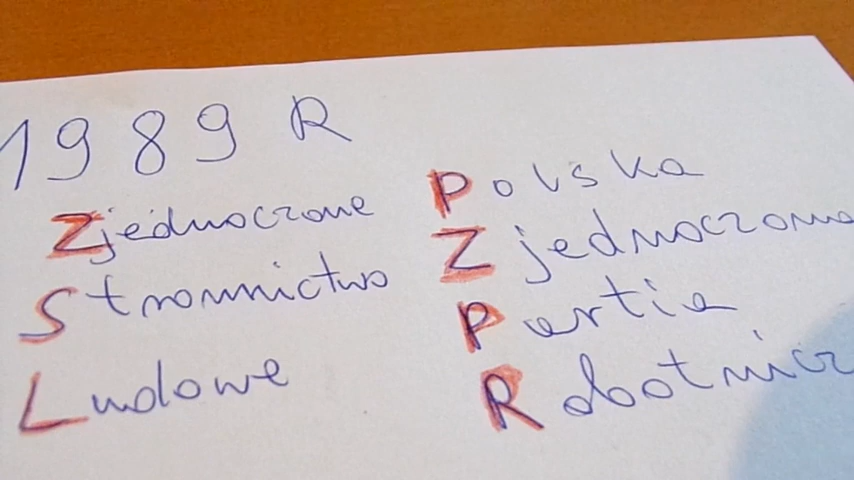 1989 R
Zjednoczone
Stronnictwo
Ludowe
Polska
Zjednoczona
Partia
Robotnicz